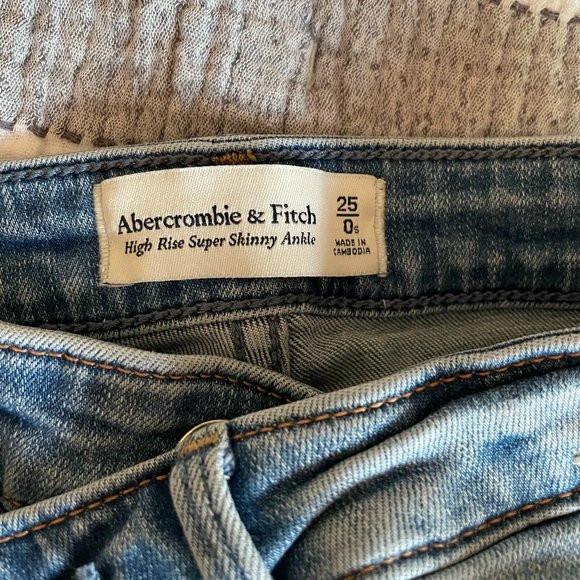 Abercrombie & Fitch
High Rise Super Skinny Ankle
25
0s
MADE IN
CAMBODIA